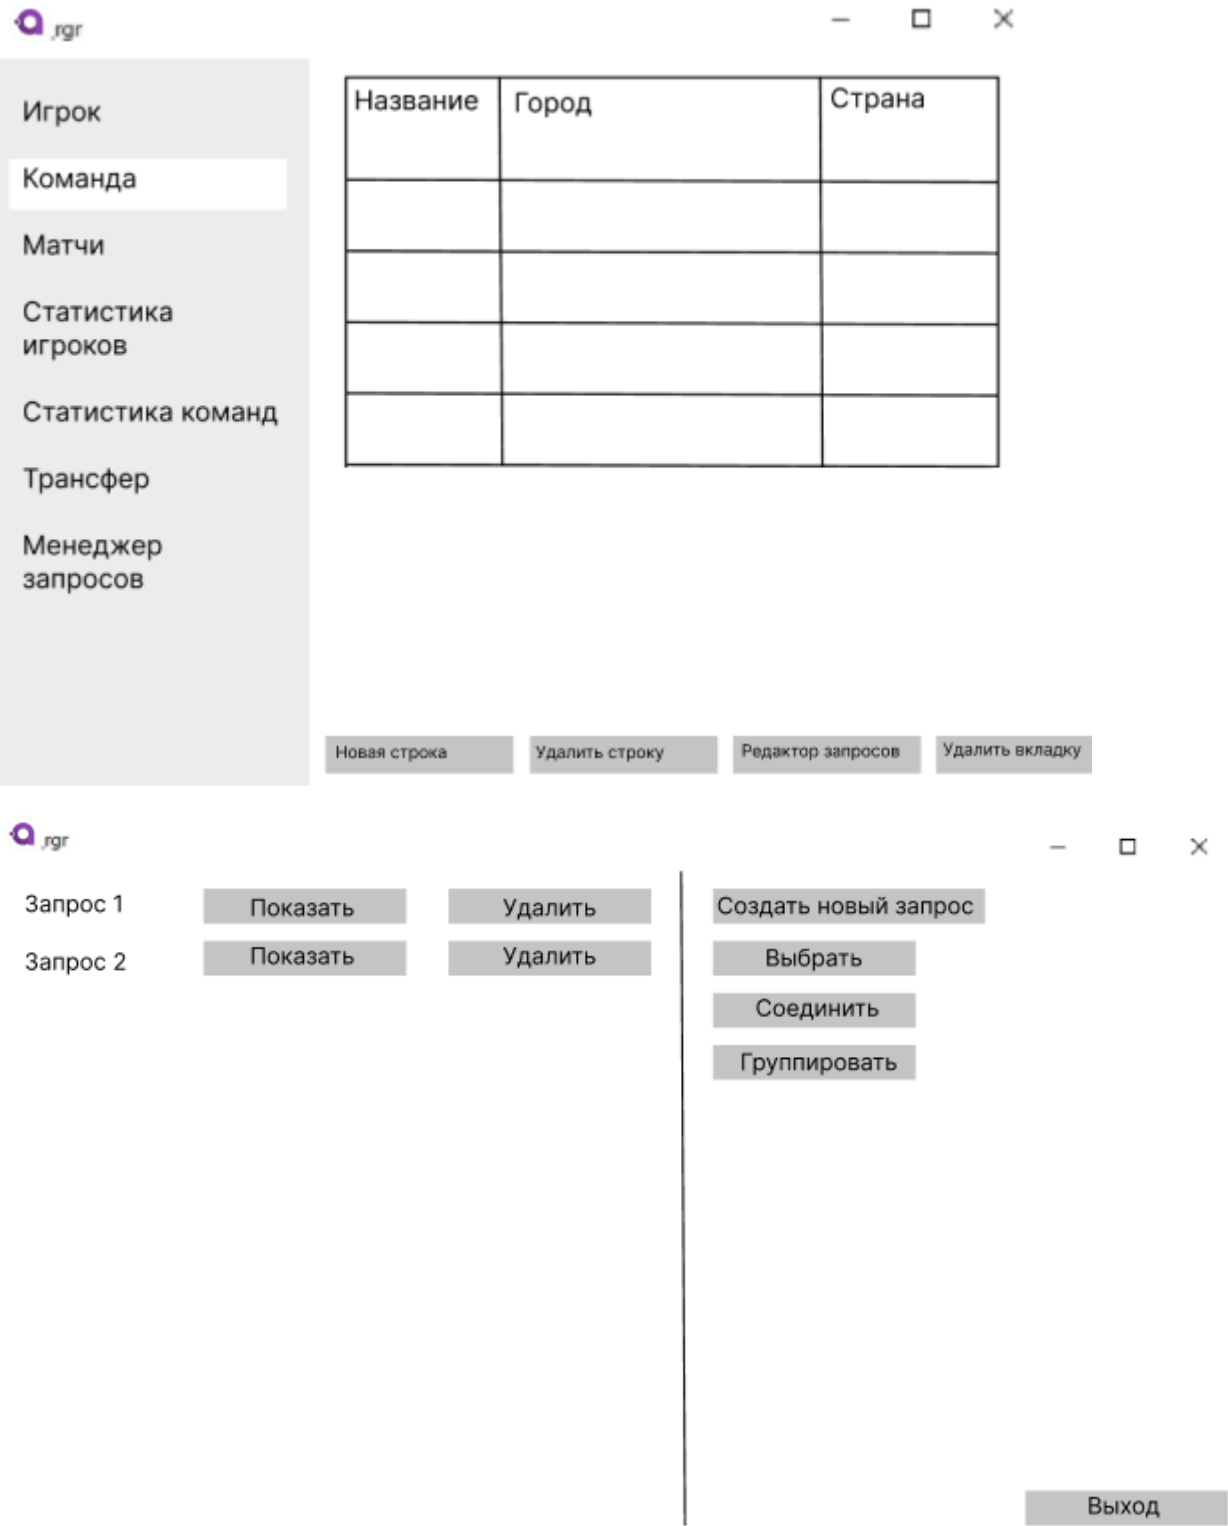 rgr
Игрок
Команда
Матчи
Статистика
игроков
Статистика команд
Трансфер
Менеджер
запросов
Название Город Страна
Новая строка Удалить строку Редактор запросов Удалить вкладку
rgr
Запрос 1 Показать Удалить
Запрос 2 Показать Удалить
Создать новый запрос
Выбрать
Соединить
Группировать
Выход